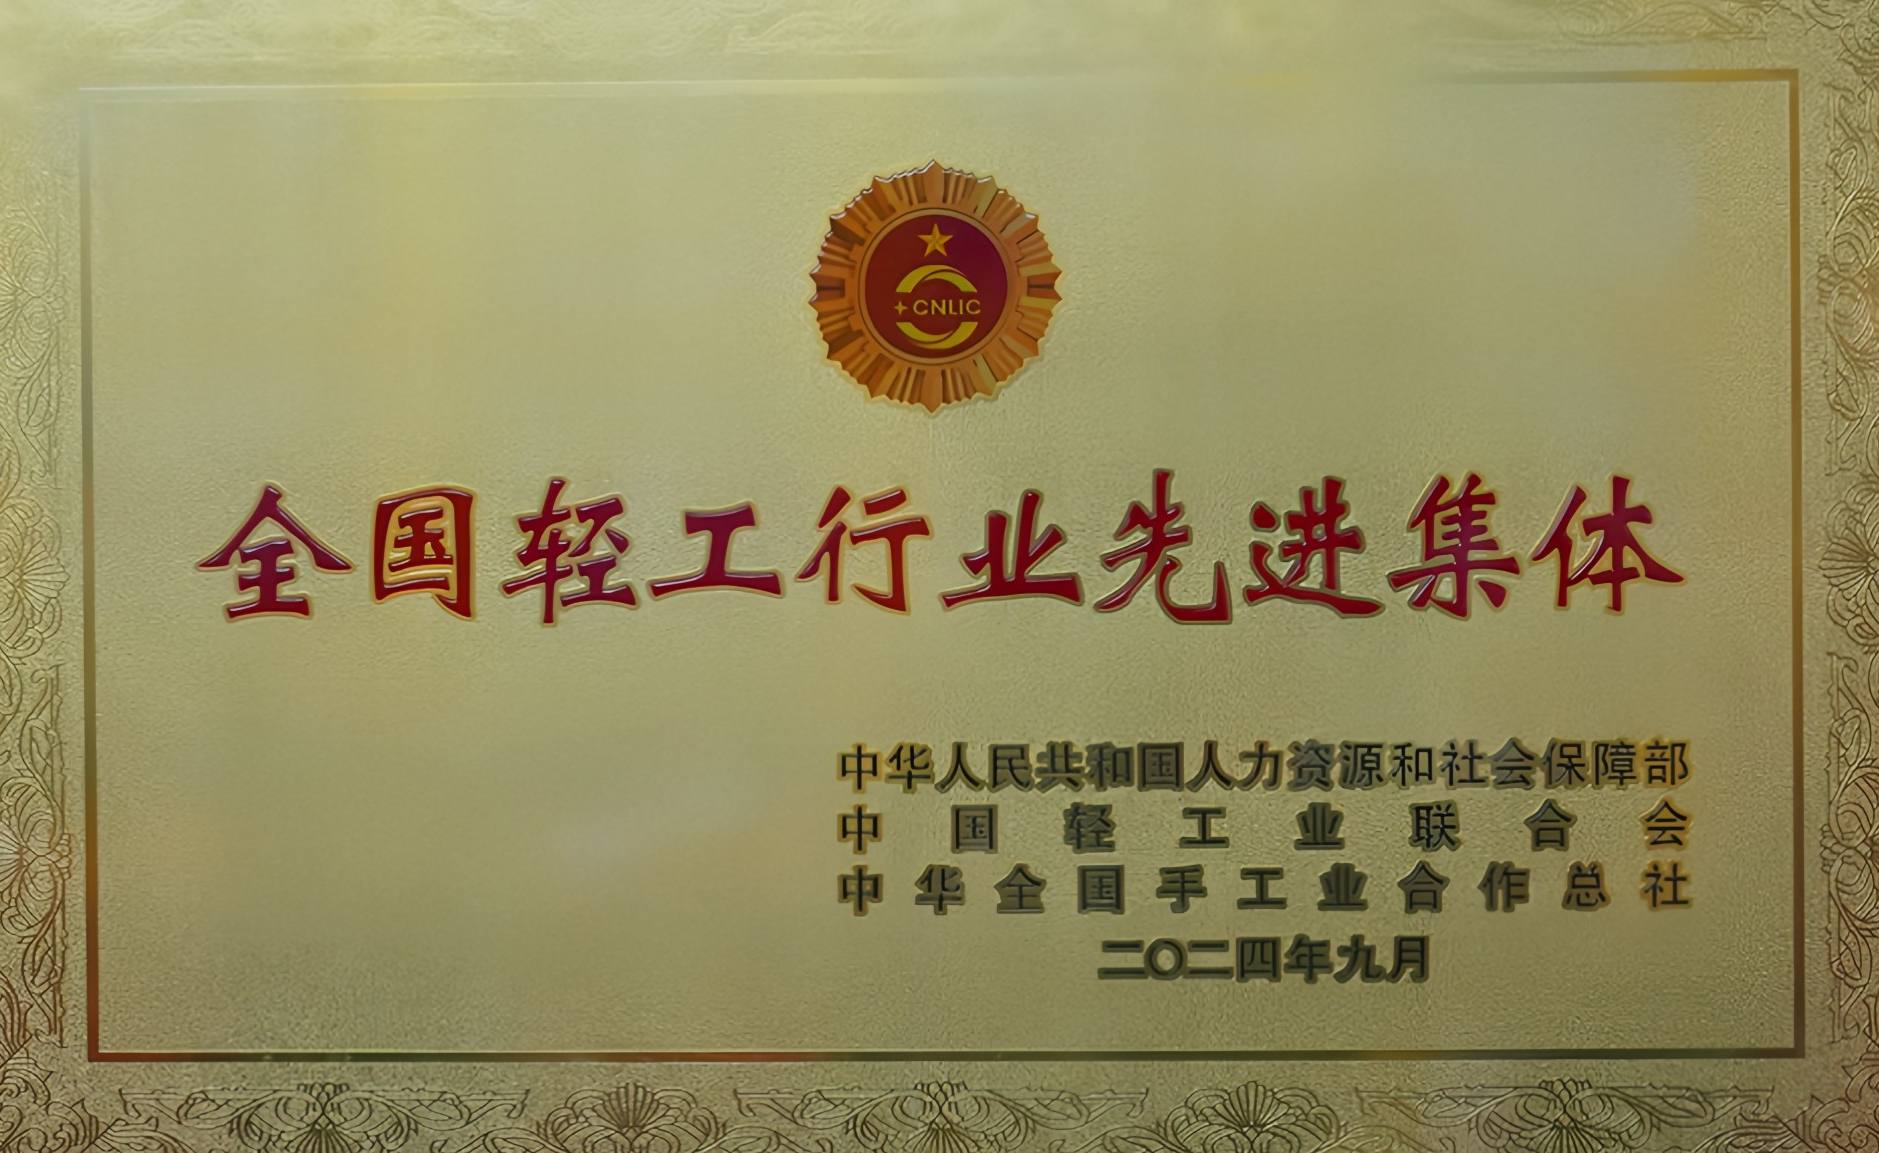 CNLIC
全国轻工行业先进集体
中华人民共和国人力资源和社会保障部
中国轻工业联合会
中华全国手工业合作总社
二〇二四年九月